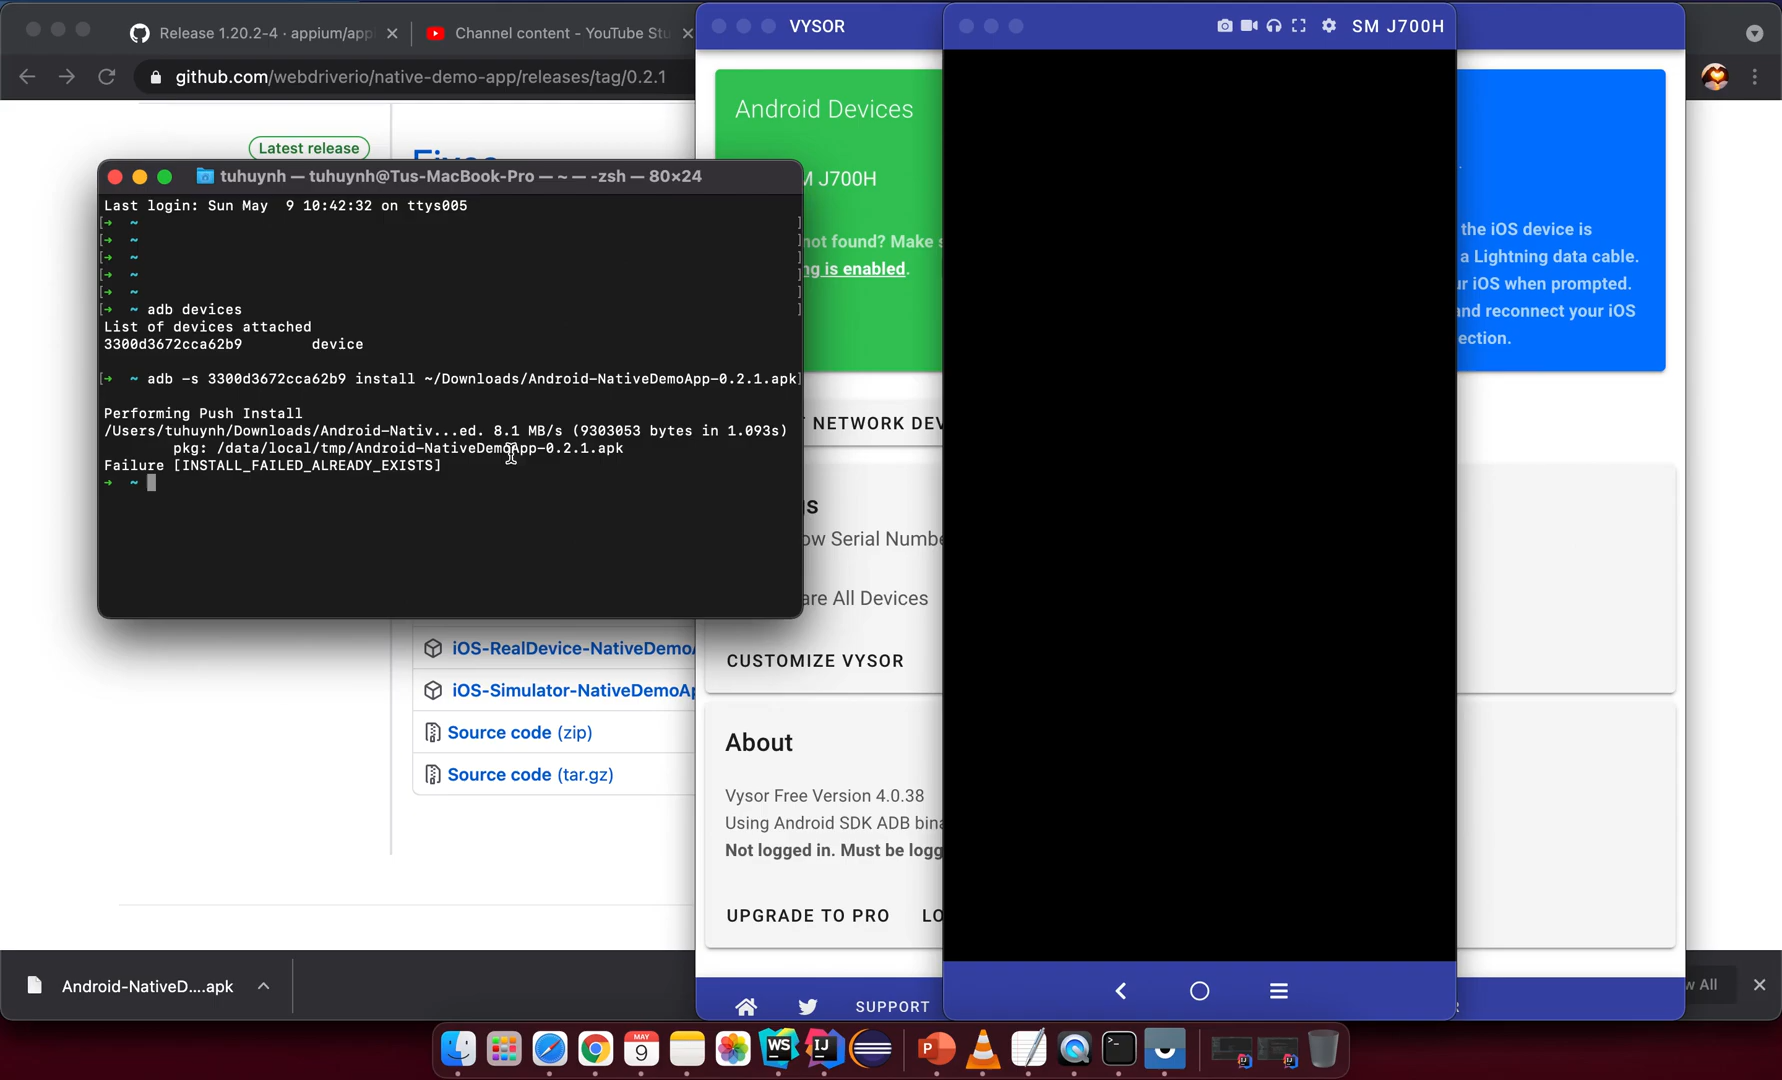 Release 1.20.2-4 · appium/app
Channel content - YouTube Stu
github.com/webdriverio/native-demo-app/releases/tag/0.2.1
Latest release
tuhuynh — tuhuynh@Tus-MacBook-Pro — ~ — -zsh — 80×24
Last login: Sun May  9 10:42:32 on ttys005
[→  ~ ]
[→  ~ ]
[→  ~ ]
[→  ~ ]
[→  ~ ]
[→  ~ adb devices ]
List of devices attached
3300d3672cca62b9        device
[→  ~ adb -s 3300d3672cca62b9 install ~/Downloads/Android-NativeDemoApp-0.2.1.apk]
Performing Push Install
/Users/tuhuynh/Downloads/Android-Nativ...ed. 8.1 MB/s (9303053 bytes in 1.093s)
        pkg: /data/local/tmp/Android-NativeDemoApp-0.2.1.apk
Failure [INSTALL_FAILED_ALREADY_EXISTS]
→  ~
iOS-RealDevice-NativeDemoA
iOS-Simulator-NativeDemoAp
Source code (zip)
Source code (tar.gz)
Android-NativeD....apk
VYSOR
Android Devices
M J700H
not found? Make s
ng is enabled.
NETWORK DEV
gs
ow Serial Numbe
are All Devices
CUSTOMIZE VYSOR
About
Vysor Free Version 4.0.38
Using Android SDK ADB bina
Not logged in. Must be logg
UPGRADE TO PRO
LO
SUPPORT
SM J700H
the iOS device is
a Lightning data cable.
ur iOS when prompted.
and reconnect your iOS
ection.
w All
MAY
9
WS
IJ
P